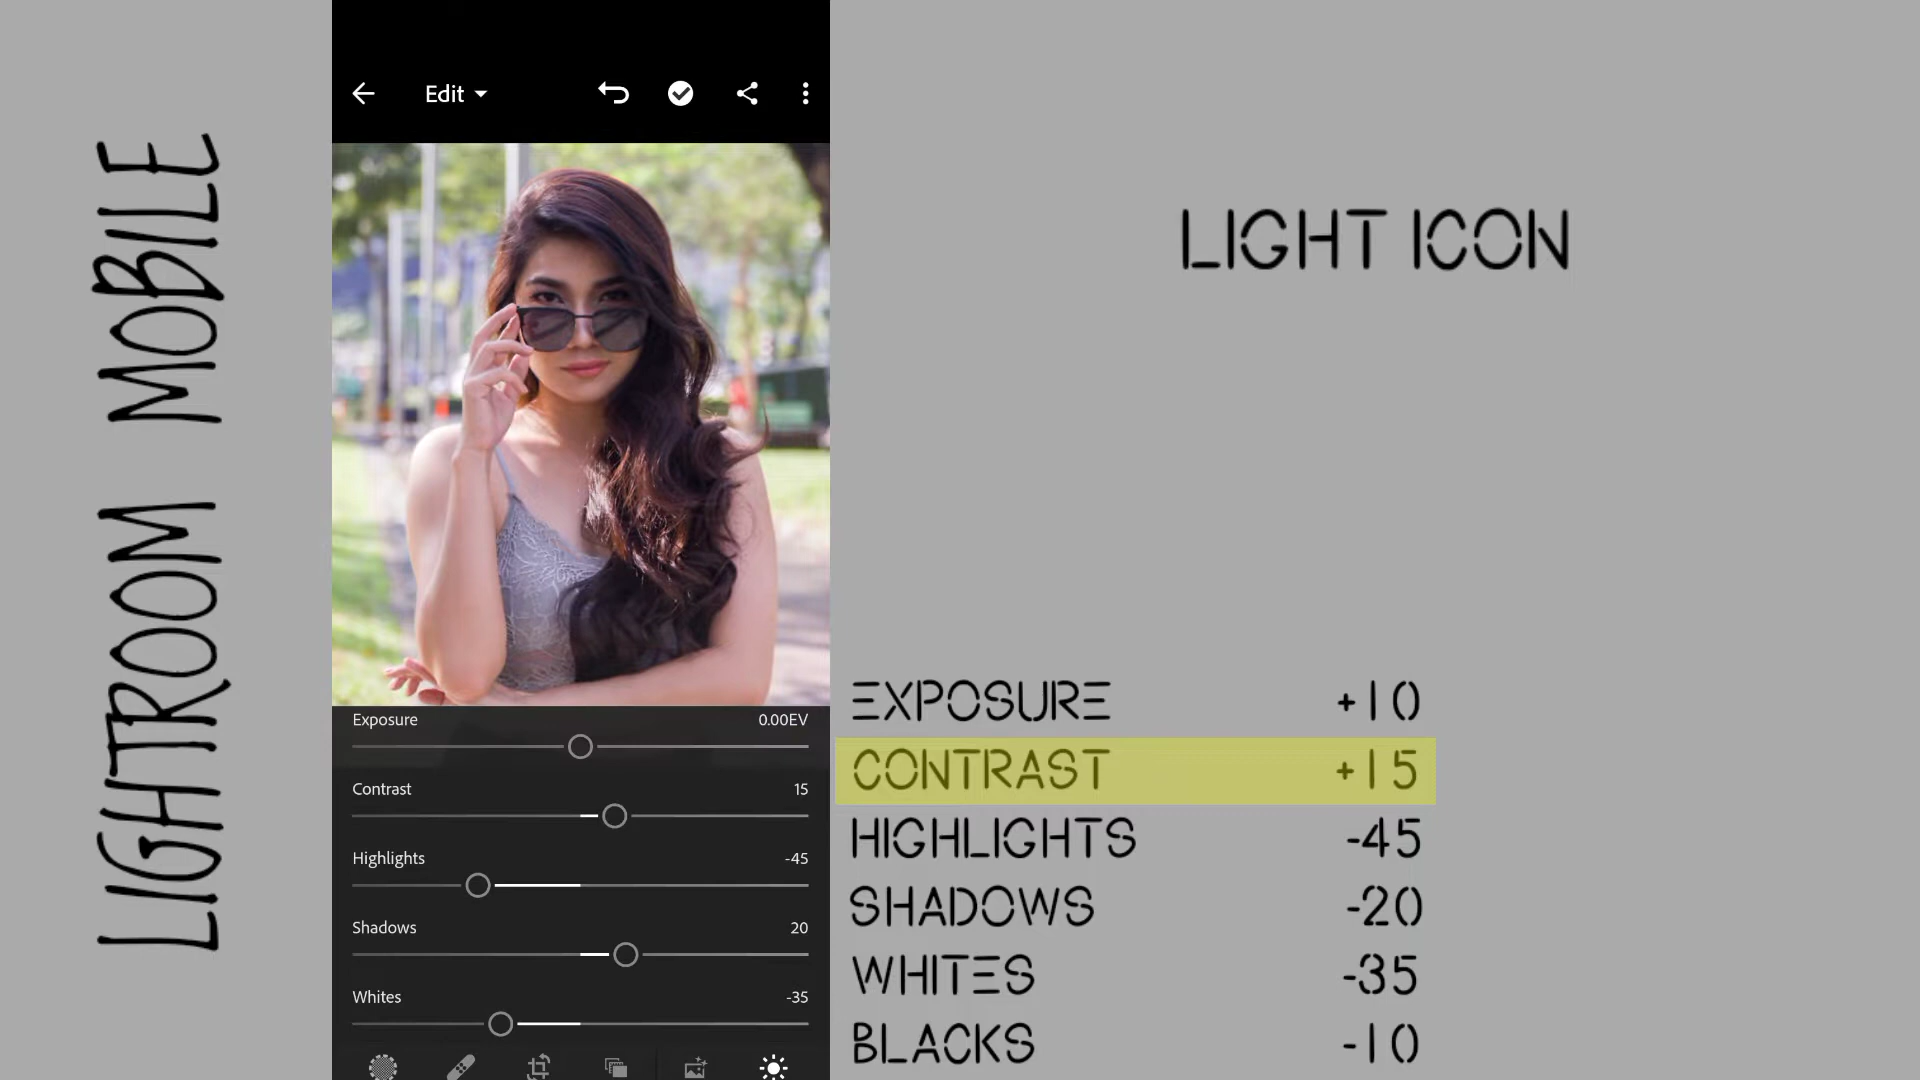 LIGHTROOM MOBILE
Edit
Exposure 0.00EV
Contrast 15
Highlights -45
Shadows 20
Whites -35
LIGHT ICON
EXPOSURE +10
CONTRAST +15
HIGHLIGHTS -45
SHADOWS -20
WHITES -35
BLACKS -10